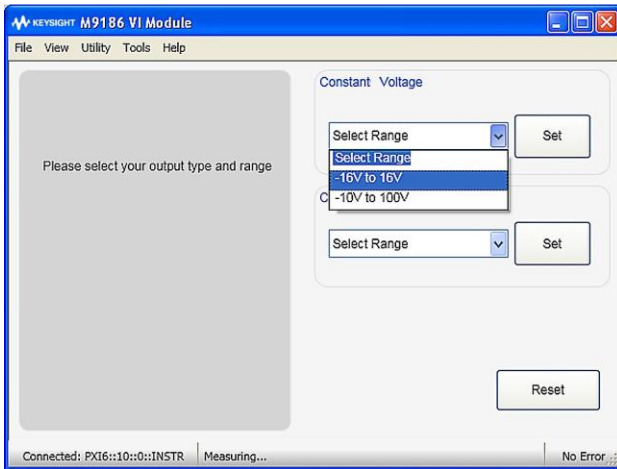 KEYSIGHT M9186 VI Module
File View Utility Tools Help
Please select your output type and range
Constant Voltage
Select Range
Set
Select Range
-16V to 16V
-10V to 100V
C
Select Range
Set
Reset
Connected: PXI6::10::0::INSTR
Measuring...
No Error